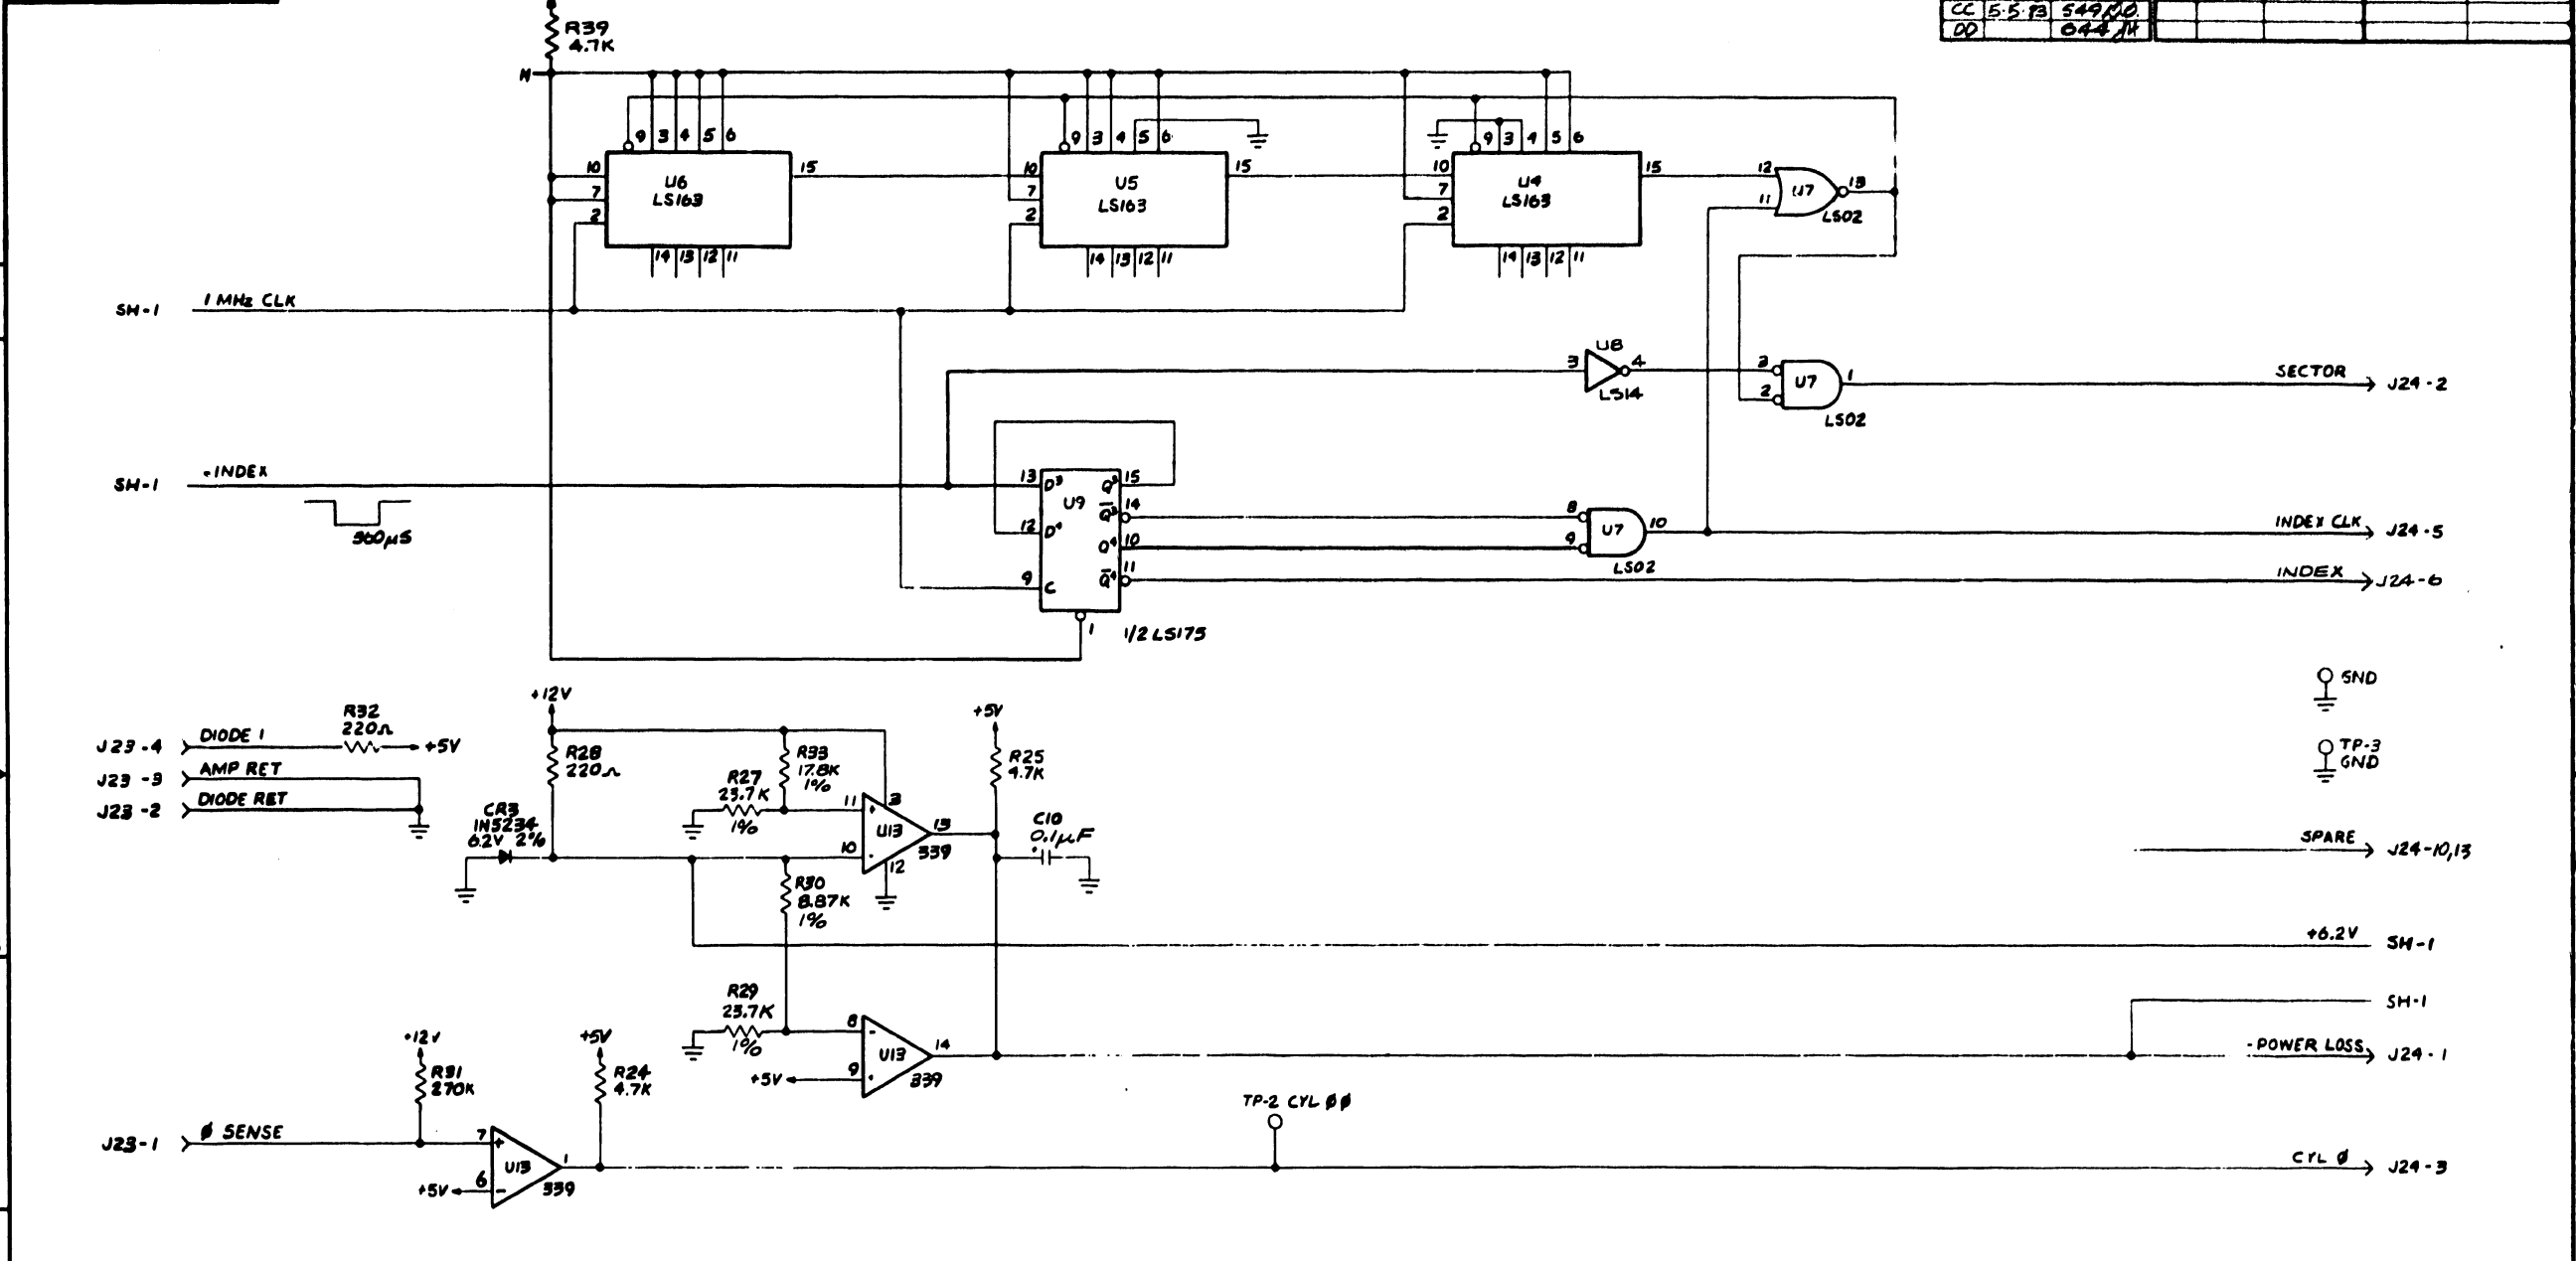 CC 5.5.83 549
DD 644
R39
4.7K
H
9 3 4 5 6
9 3 4 5 6
9 3 4 5 6
10 U6 15
7 LS163
2
14 13 12 11
10 U5 15
7 LS163
2
14 13 12 11
10 U4 15
7 LS163
2
14 13 12 11
12 U7 13
11 LS02
SH-1 1 MHz CLK
U8
3 4
LS14
3 U7 1
2 LS02
SECTOR J24-2
SH-1 -INDEX
360µS
13 D3 U9 Q3 15
Q3 14
12 D4 Q4 10
9 C Q4 11
1 1/2 LS175
8 U7 10
9 LS02
INDEX CLK J24-5
INDEX J24-6
GND
TP-3
GND
J23-4 DIODE 1
R32
220Ω +5V
J23-3 AMP RET
J23-2 DIODE RET
+12V
R28
220Ω
R33
17.8K
1%
R27
23.7K
1%
CR3
1N5234
6.2V 2%
11 + 3
U13 13
10 - 12
339
+5V
R25
4.7K
C10
0.1µF
R30
8.87K
1%
SPARE J24-10,13
+6.2V SH-1
SH-1
-POWER LOSS J24-1
R29
23.7K
1%
8 - U13 14
+5V 9 + 339
+12V
R31
270K
+5V
R24
4.7K
J23-1 Ø SENSE
7 + U13 1
+5V 6 - 339
TP-2 CYL ØØ
CYL Ø J24-3